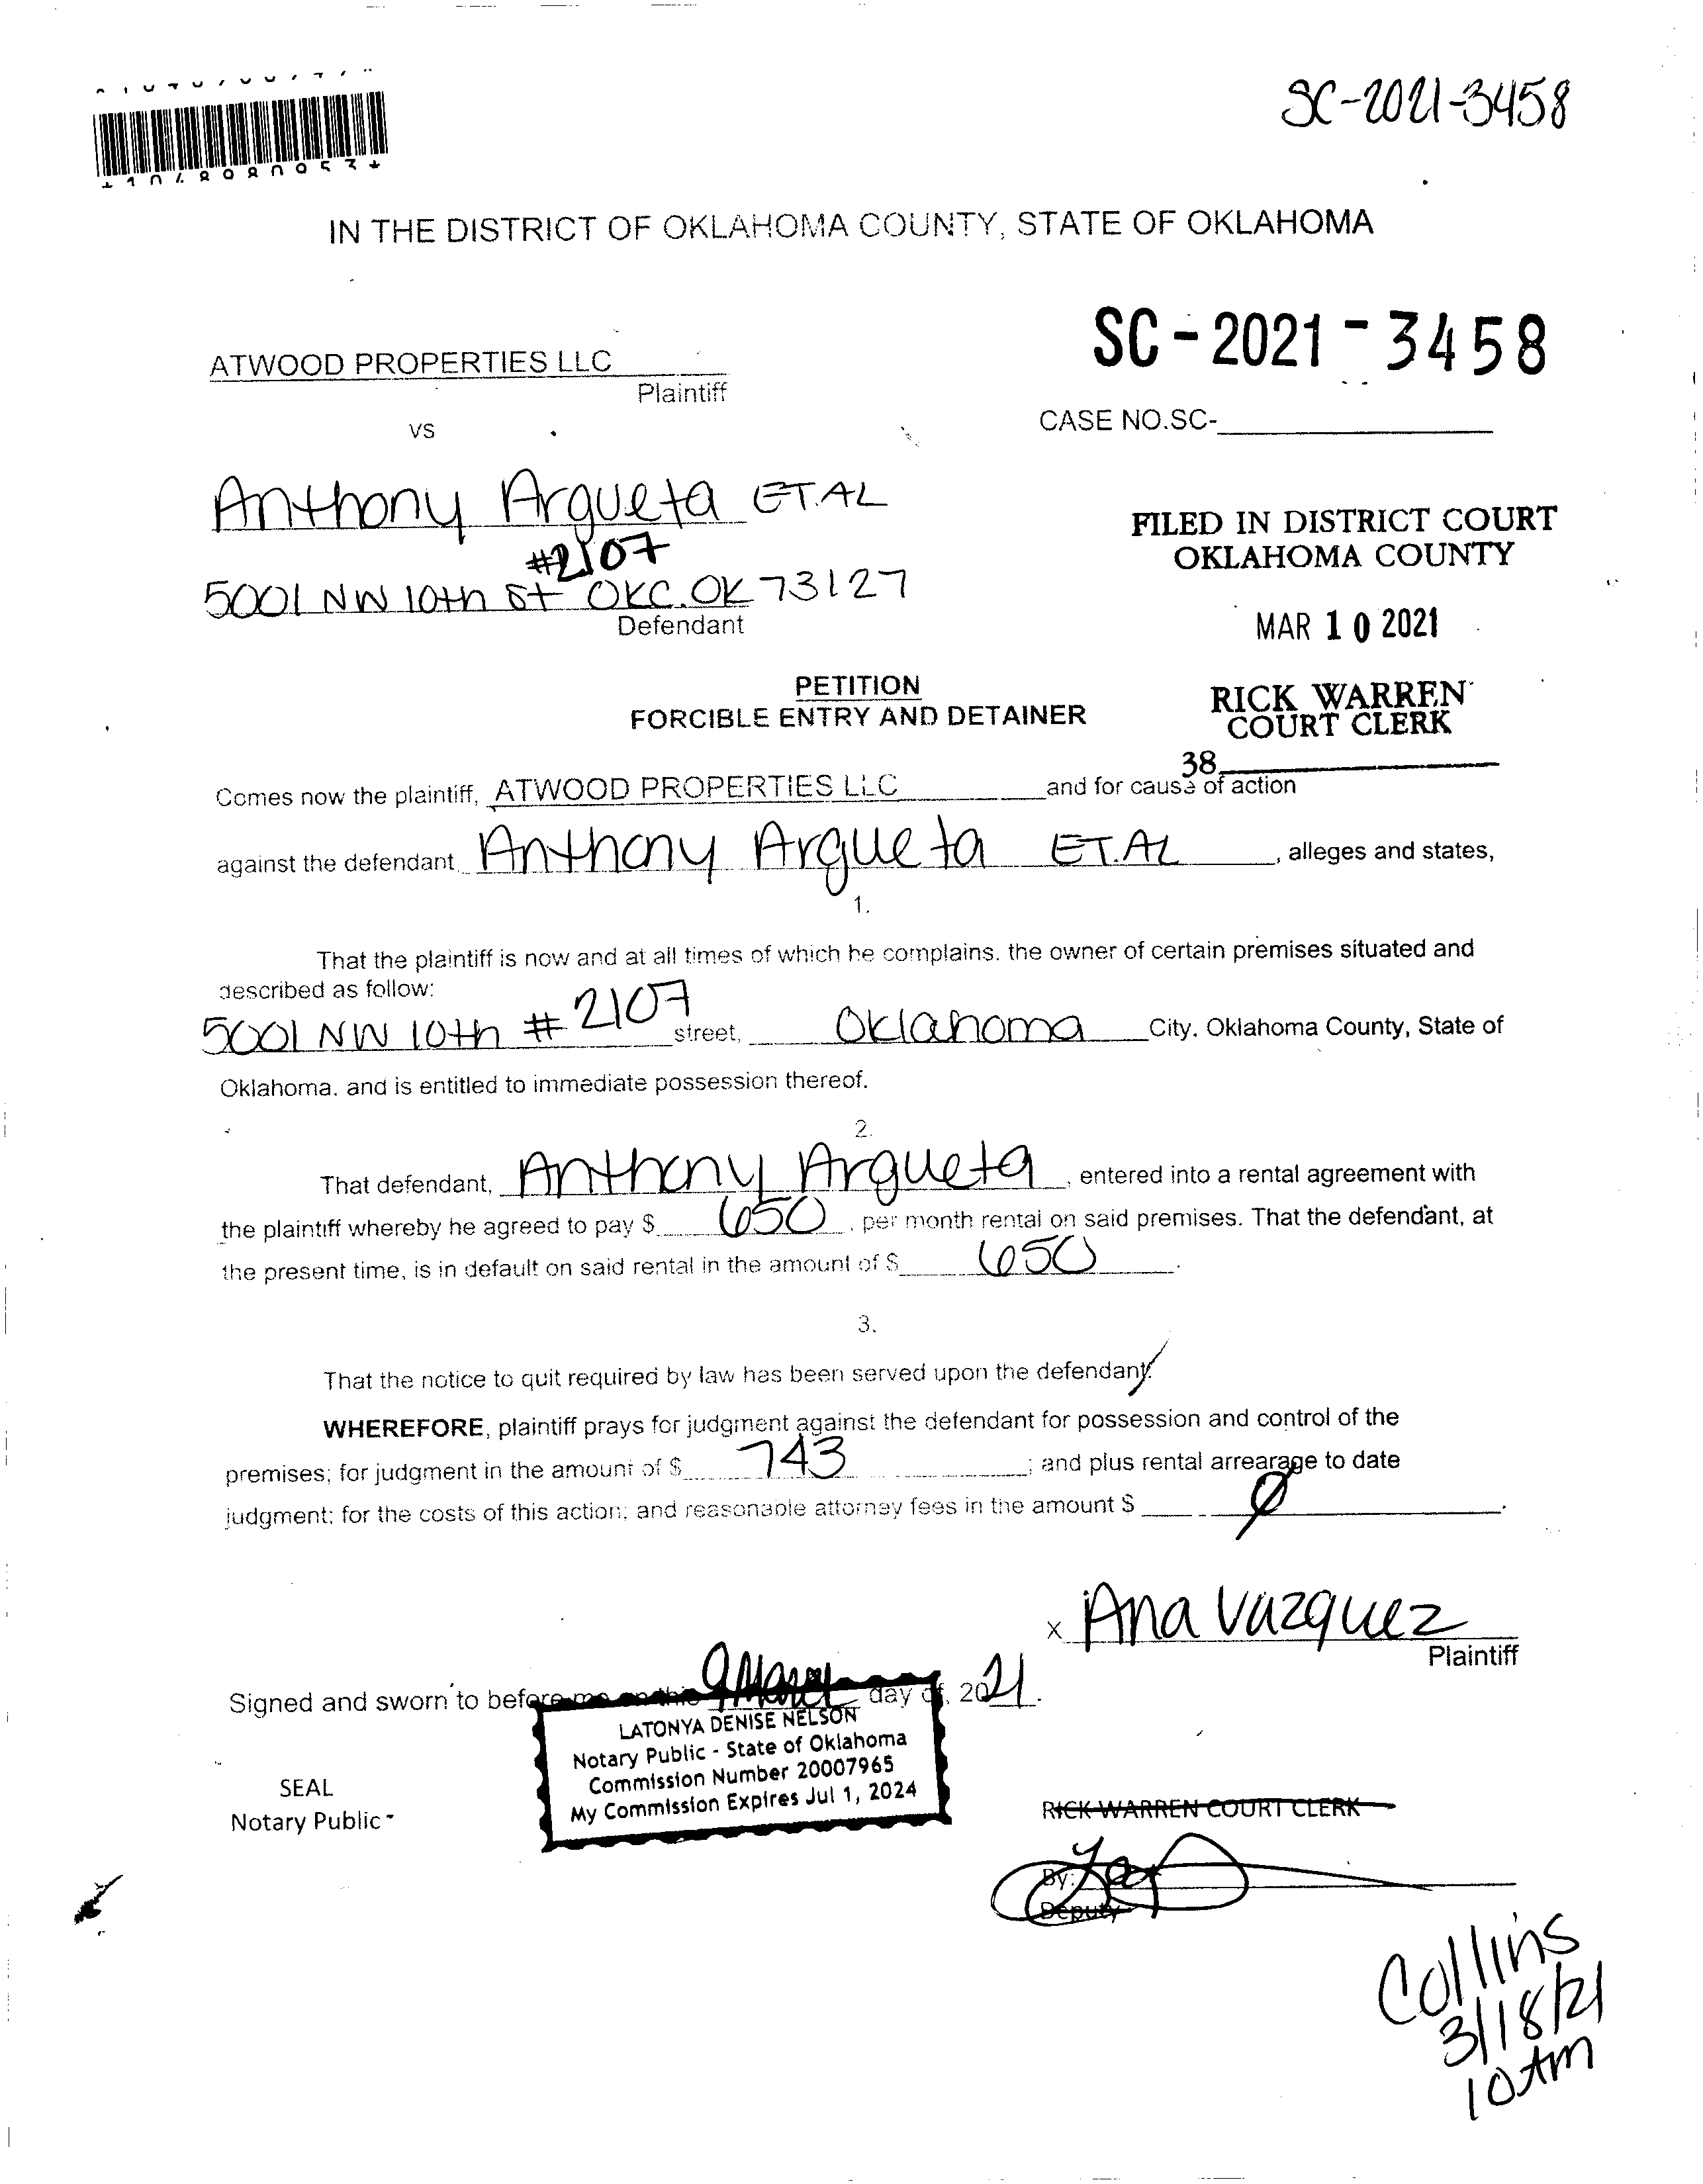 SC-2021-3458
IN THE DISTRICT OF OKLAHOMA COUNTY, STATE OF OKLAHOMA
SC-2021-3458
ATWOOD PROPERTIES LLC
Plaintiff
CASE NO.SC-
vs
Anthony Argueta ET.AL
#2107
5001 NW 10th St OKC.OK 73127
Defendant
FILED IN DISTRICT COURT
OKLAHOMA COUNTY
MAR 10 2021
RICK WARREN
COURT CLERK
38
PETITION
FORCIBLE ENTRY AND DETAINER
Comes now the plaintiff, ATWOOD PROPERTIES LLC and for cause of action
against the defendant Anthony Argueta ET.AL, alleges and states,
1.
That the plaintiff is now and at all times of which he complains. the owner of certain premises situated and
described as follow:
5001 NW 10th # 2107 street, Oklahoma City. Oklahoma County, State of
Oklahoma. and is entitled to immediate possession thereof.
2.
That defendant, Anthony Argueta, entered into a rental agreement with
the plaintiff whereby he agreed to pay $ 650, per month rental on said premises. That the defendant, at
the present time, is in default on said rental in the amount of $ 650.
3.
That the notice to quit required by law has been served upon the defendant.
WHEREFORE, plaintiff prays for judgment against the defendant for possession and control of the
premises; for judgment in the amount of $ 743; and plus rental arrearage to date
judgment; for the costs of this action; and reasonable attorney fees in the amount $ Ø.
x Ana Vazquez
Plaintiff
Signed and sworn to before me on this 9 March day of, 2021.
LATONYA DENISE NELSON
Notary Public - State of Oklahoma
Commission Number 20007965
My Commission Expires Jul 1, 2024
SEAL
Notary Public -
RICK WARREN COURT CLERK
By:
Deputy
Collins
3/18/21
10 Am